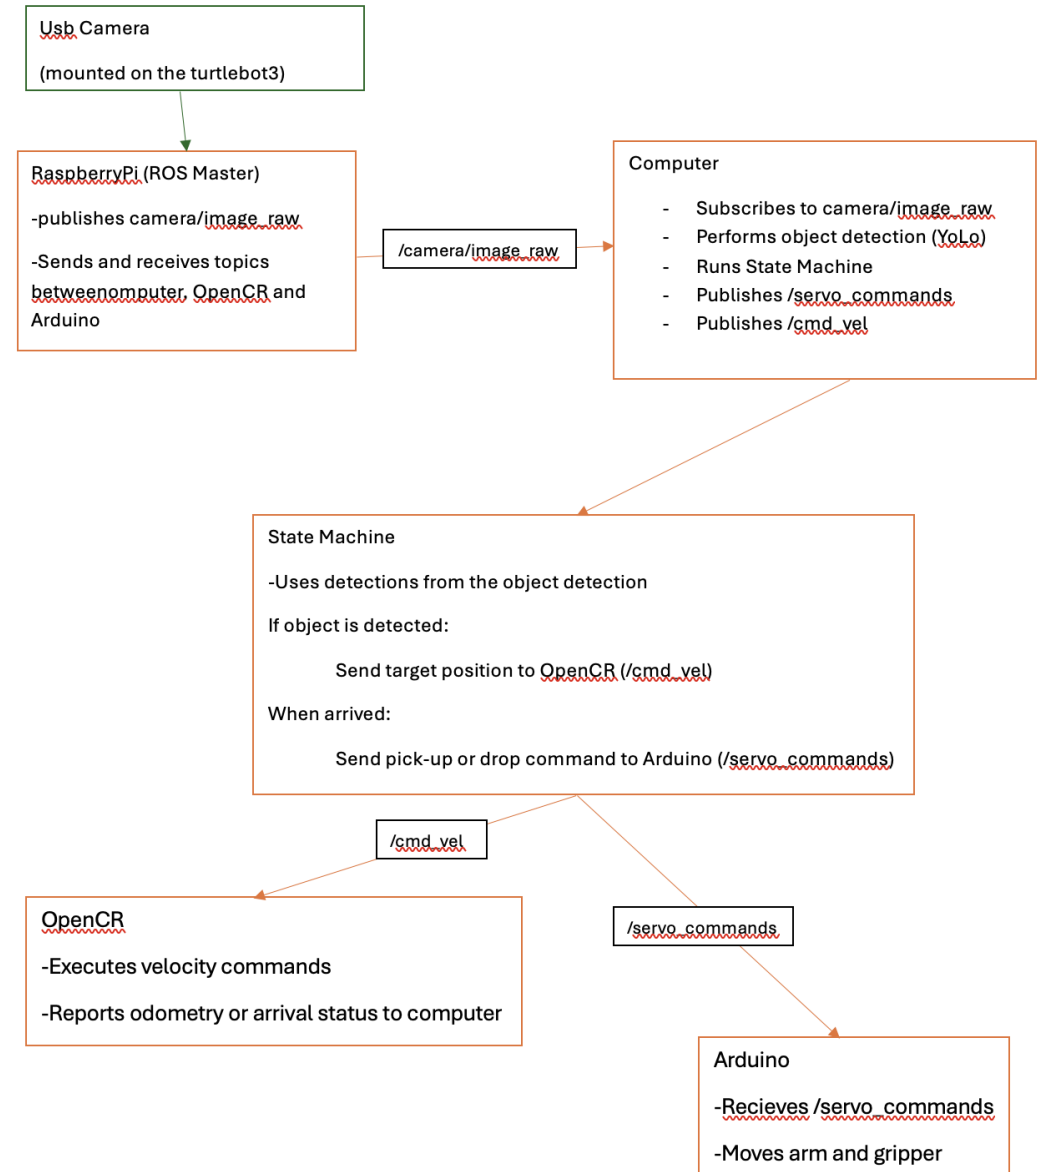 Usb Camera
(mounted on the turtlebot3)
RaspberryPi (ROS Master)
-publishes camera/image_raw
-Sends and receives topics
betweenomputer, OpenCR and
Arduino
/camera/image_raw
Computer
- Subscribes to camera/image_raw
- Performs object detection (YoLo)
- Runs State Machine
- Publishes /servo_commands
- Publishes /cmd_vel
State Machine
-Uses detections from the object detection
If object is detected:
Send target position to OpenCR (/cmd_vel)
When arrived:
Send pick-up or drop command to Arduino (/servo_commands)
/cmd_vel
/servo_commands
OpenCR
-Executes velocity commands
-Reports odometry or arrival status to computer
Arduino
-Recieves /servo_commands
-Moves arm and gripper